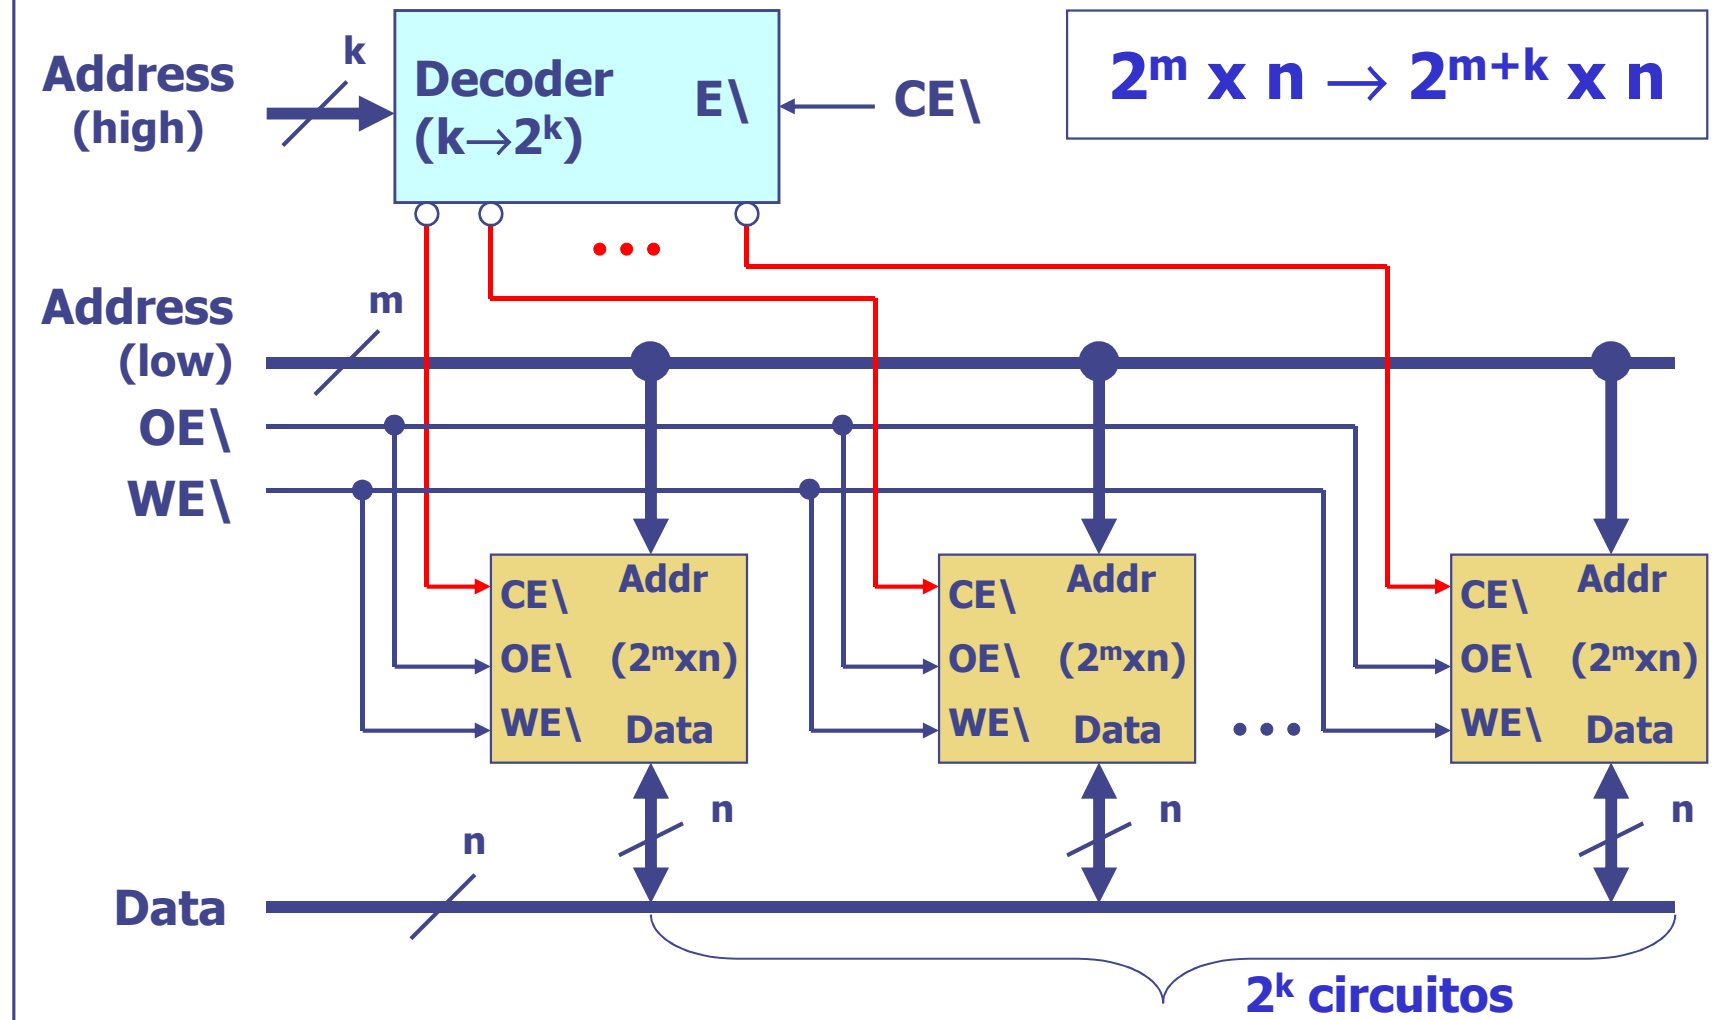 k
Address
(high)
Decoder
(k→2ᵏ)
E\
CE\
2ᵐ x n → 2ᵐ⁺ᵏ x n
• • •
Address
(low)
m
OE\
WE\
CE\ Addr
OE\ (2ᵐxn)
WE\ Data
CE\ Addr
OE\ (2ᵐxn)
WE\ Data
• • •
CE\ Addr
OE\ (2ᵐxn)
WE\ Data
n
n
n
n
Data
2ᵏ circuitos